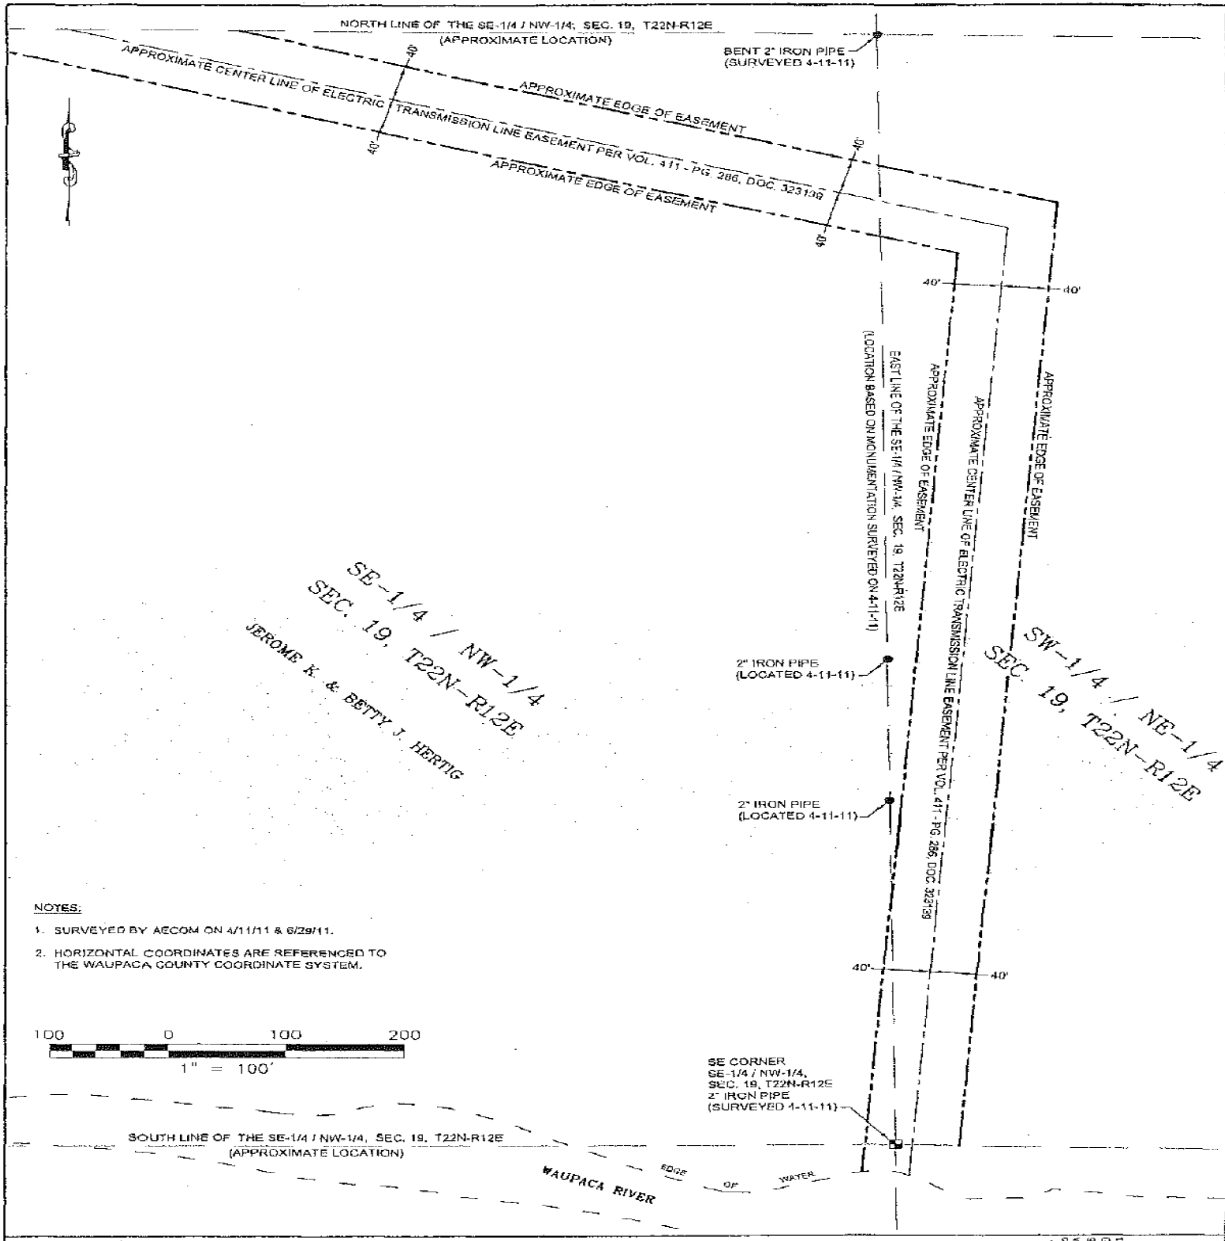 NORTH LINE OF THE SE-1/4 / NW-1/4, SEC. 19, T22N-R12E
(APPROXIMATE LOCATION)
BENT 2" IRON PIPE
(SURVEYED 4-11-11)
40'
APPROXIMATE EDGE OF EASEMENT
APPROXIMATE CENTER LINE OF ELECTRIC TRANSMISSION LINE EASEMENT PER VOL. 411 - PG. 286, DOC. 323139
40'
40'
APPROXIMATE EDGE OF EASEMENT
40'
40'
40'
EAST LINE OF THE SE-1/4 / NW-1/4, SEC. 19, T22N-R12E
(LOCATION BASED ON MONUMENTATION SURVEYED ON 4-11-11)
APPROXIMATE EDGE OF EASEMENT
APPROXIMATE CENTER LINE OF ELECTRIC TRANSMISSION LINE EASEMENT PER VOL. 411 - PG. 286, DOC. 323139
APPROXIMATE EDGE OF EASEMENT
SE-1/4 / NW-1/4
SEC. 19, T22N-R12E
JEROME K. & BETTY J. HERTIG
SW-1/4 / NE-1/4
SEC. 19, T22N-R12E
2" IRON PIPE
(LOCATED 4-11-11)
2" IRON PIPE
(LOCATED 4-11-11)
NOTES:
1. SURVEYED BY AECOM ON 4/11/11 & 6/29/11.
2. HORIZONTAL COORDINATES ARE REFERENCED TO
THE WAUPACA COUNTY COORDINATE SYSTEM.
40'
40'
100 0 100 200
1" = 100'
SE CORNER
SE-1/4 / NW-1/4,
SEC. 19, T22N-R12E
2" IRON PIPE
(SURVEYED 4-11-11)
SOUTH LINE OF THE SE-1/4 / NW-1/4, SEC. 19, T22N-R12E
(APPROXIMATE LOCATION)
EDGE OF WATER
WAUPACA RIVER